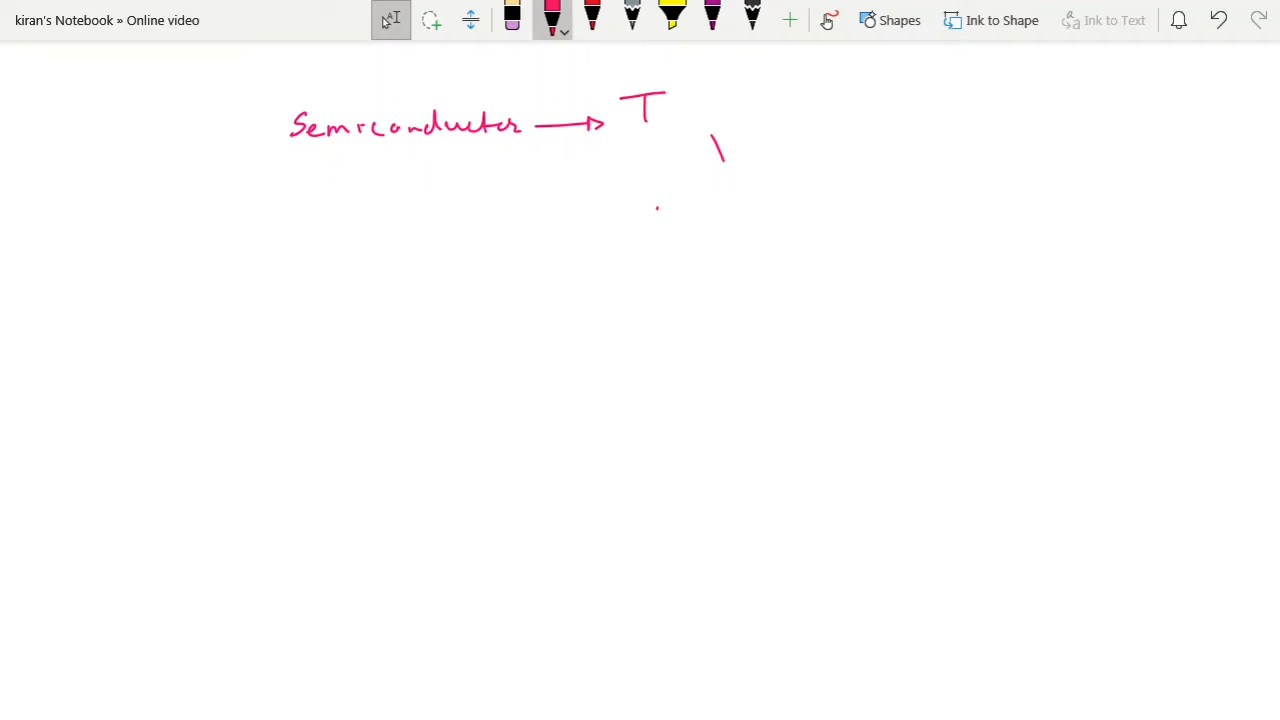 kiran's Notebook » Online video
Shapes
Ink to Shape
Ink to Text
Semiconductor → T